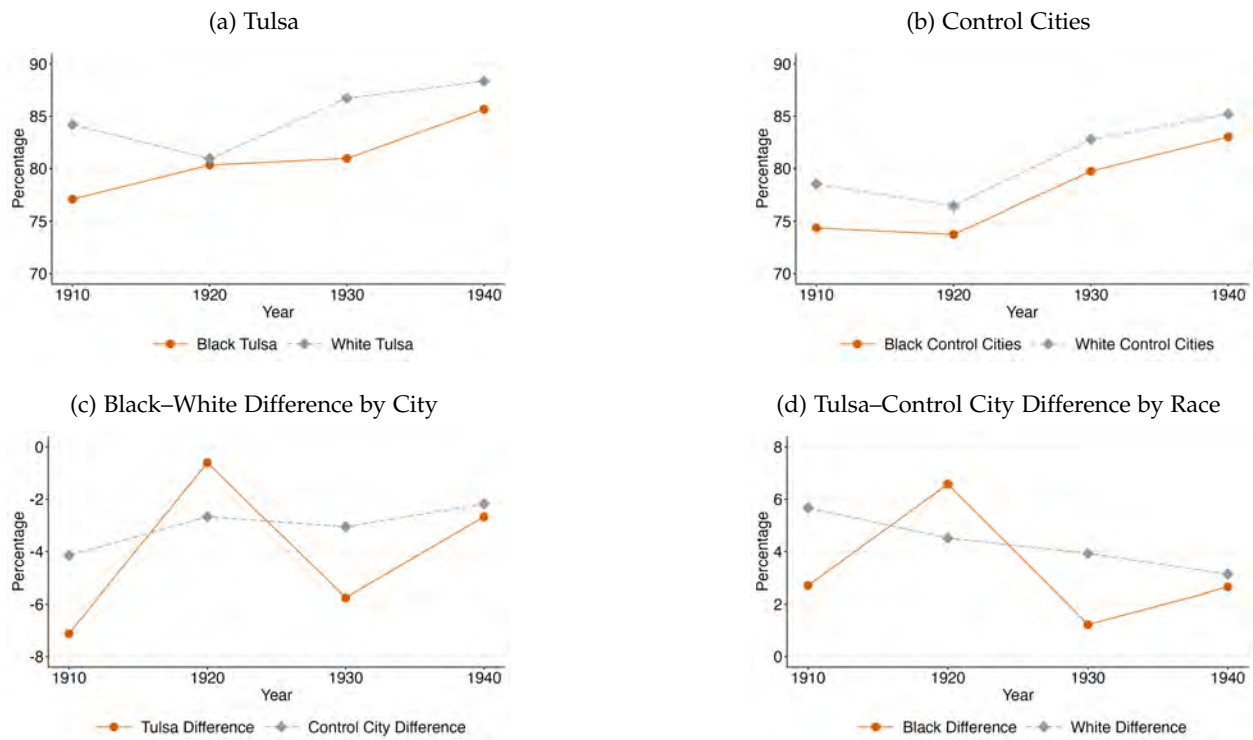 (a) Tulsa
90
85
80
75
70
Percentage
1910 1920 1930 1940
Year
Black Tulsa White Tulsa
(b) Control Cities
90
85
80
75
70
Percentage
1910 1920 1930 1940
Year
Black Control Cities White Control Cities
(c) Black–White Difference by City
0
-2
-4
-6
-8
Percentage
1910 1920 1930 1940
Year
Tulsa Difference Control City Difference
(d) Tulsa–Control City Difference by Race
8
6
4
2
0
Percentage
1910 1920 1930 1940
Year
Black Difference White Difference